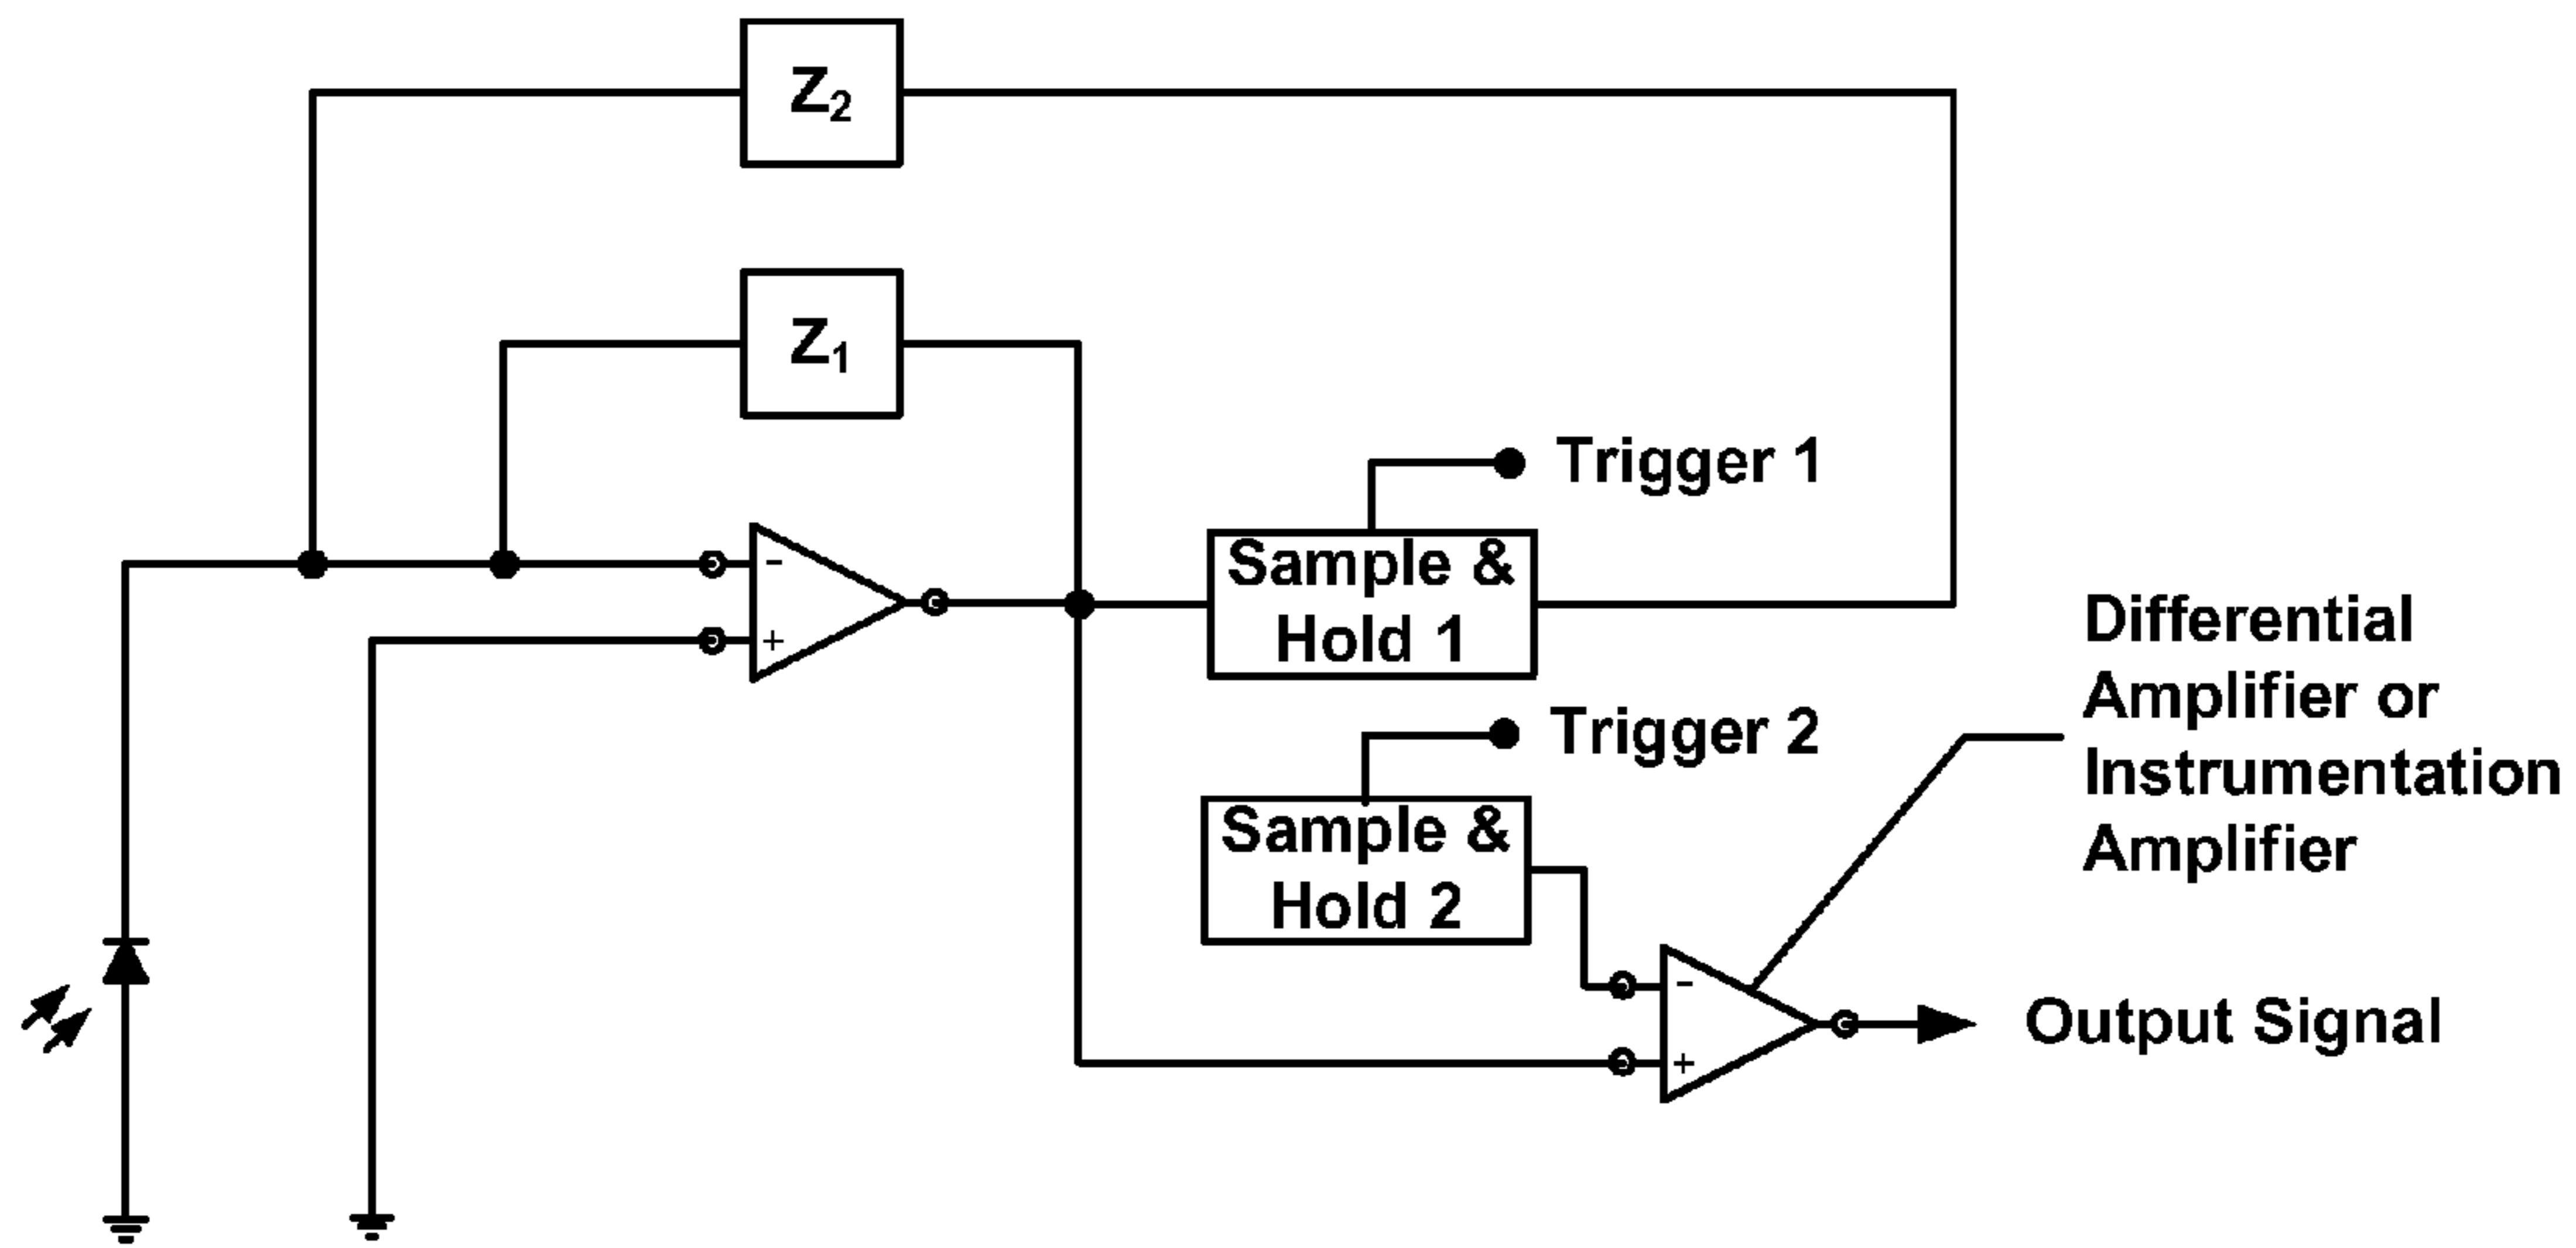 Z2
Z1
Trigger 1
-
+
Sample &
Hold 1
Trigger 2
Sample &
Hold 2
Differential
Amplifier or
Instrumentation
Amplifier
-
+
Output Signal